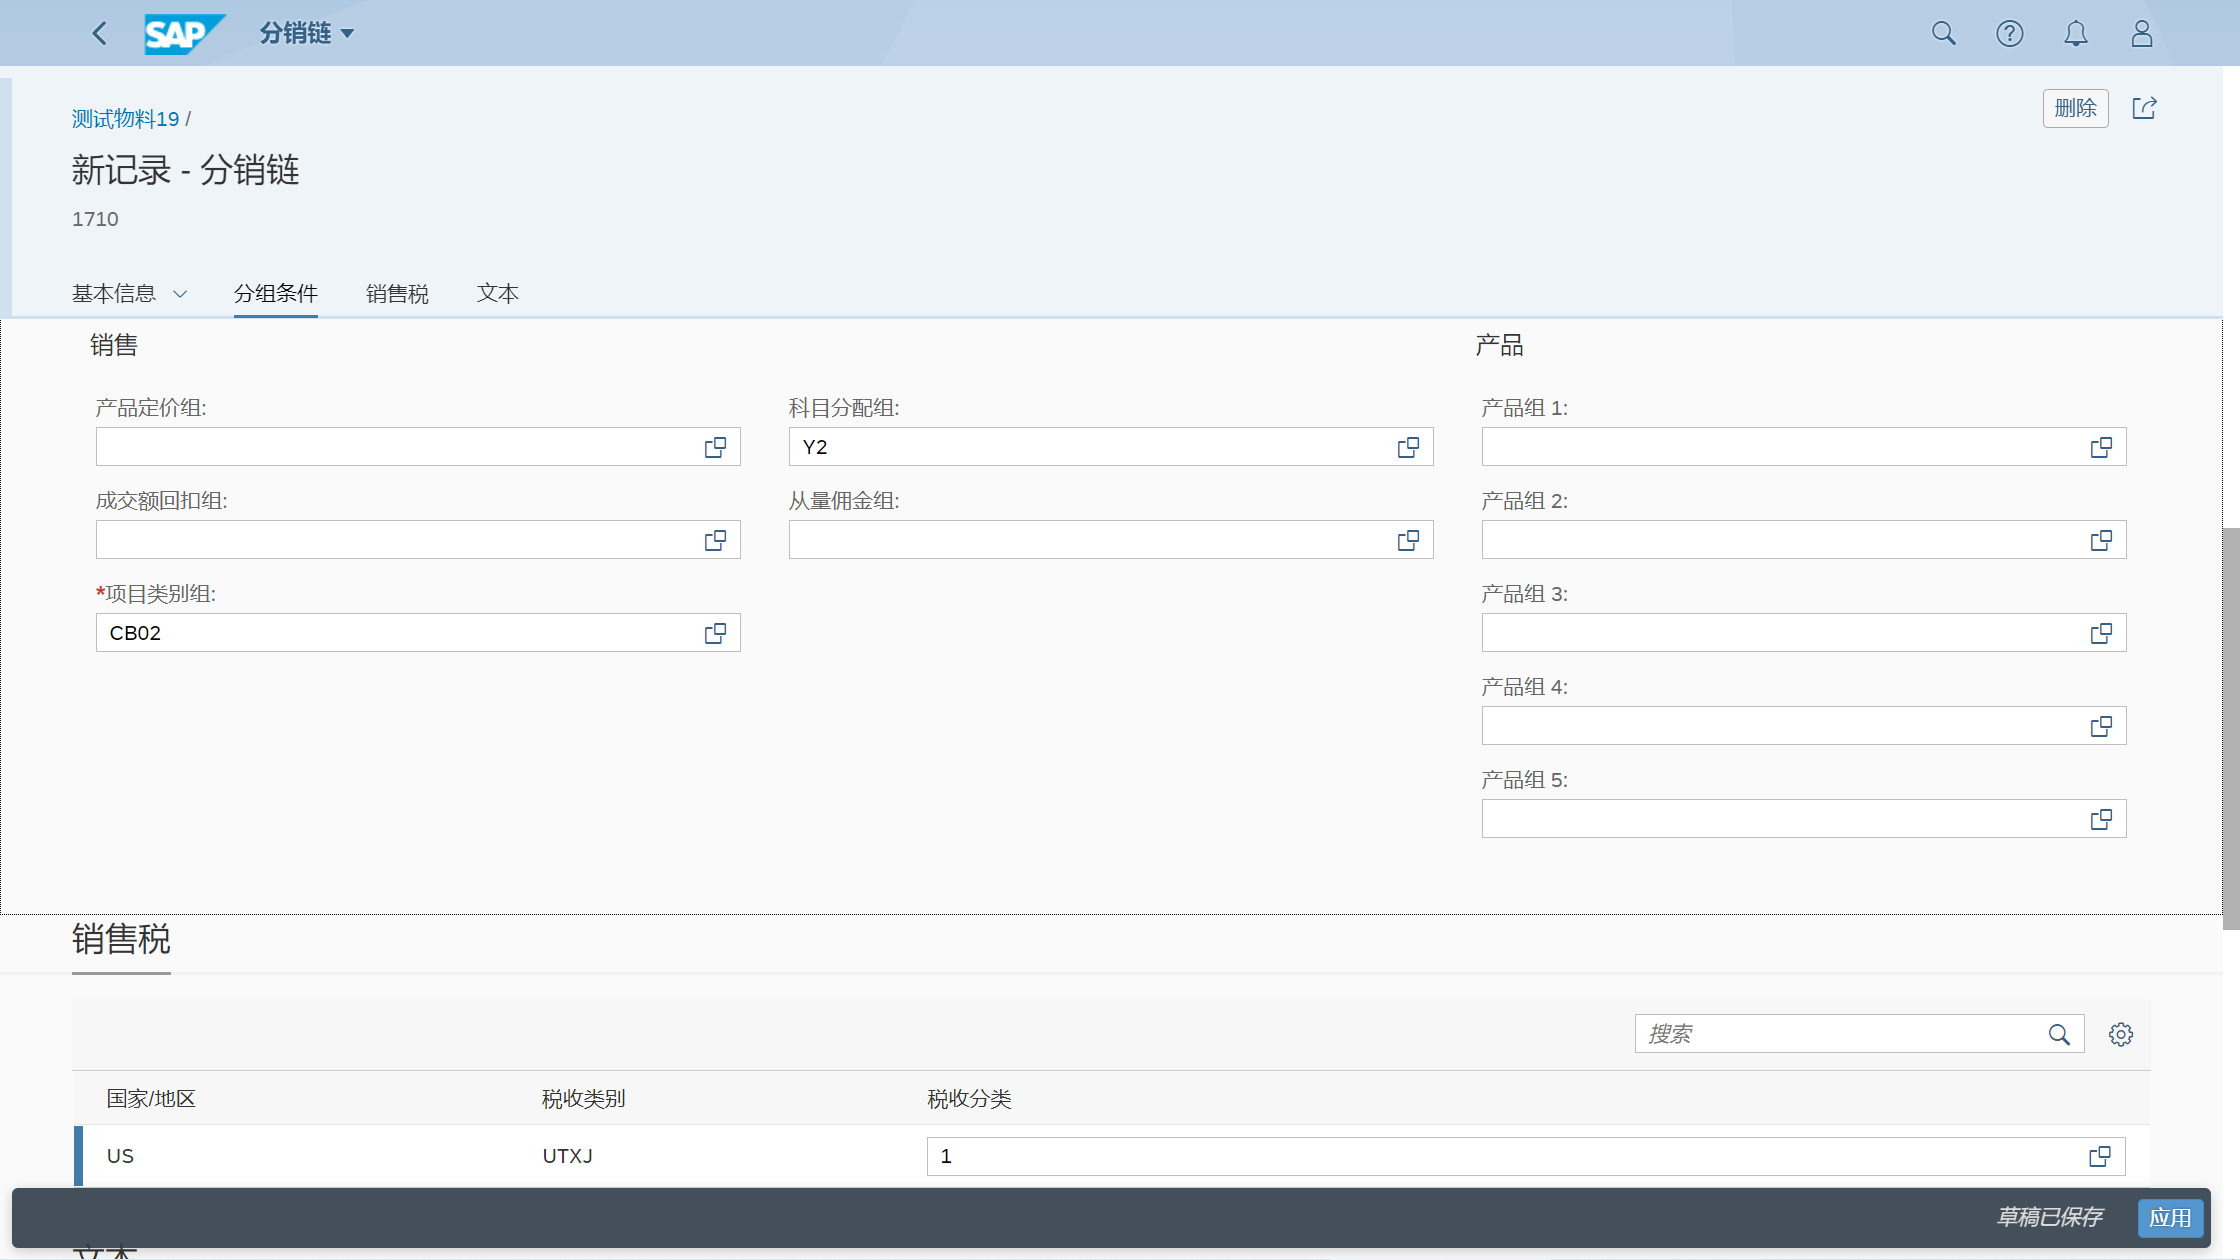 SAP 分销链
测试物料19 /
删除
新记录 - 分销链
1710
基本信息 分组条件 销售税 文本
销售
产品
产品定价组:
科目分配组:
产品组 1:
Y2
成交额回扣组:
从量佣金组:
产品组 2:
*项目类别组:
产品组 3:
CB02
产品组 4:
产品组 5:
销售税
搜索
国家/地区 税收类别 税收分类
US UTXJ 1
草稿已保存 应用
文本